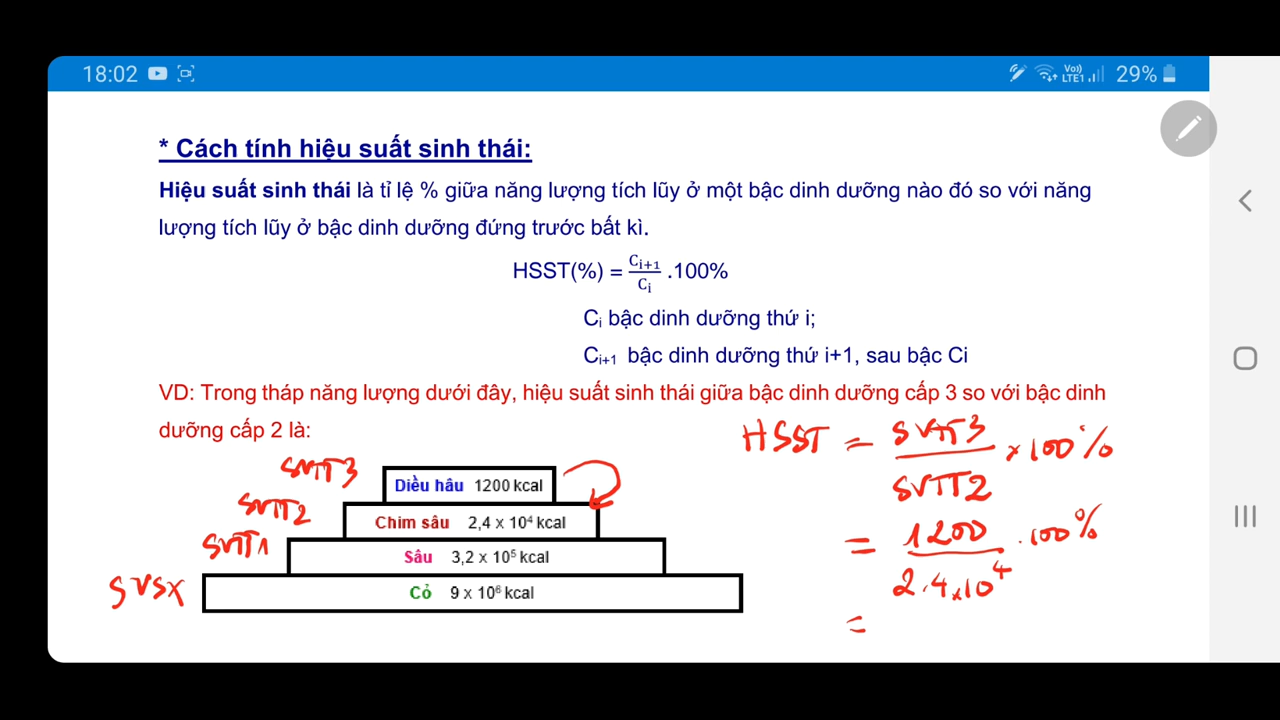 18:02
Vo)) LTE1 29%
* Cách tính hiệu suất sinh thái:
Hiệu suất sinh thái là tỉ lệ % giữa năng lượng tích lũy ở một bậc dinh dưỡng nào đó so với năng
lượng tích lũy ở bậc dinh dưỡng đứng trước bất kì.
HSST(%) = Ci+1/Ci .100%
Ci bậc dinh dưỡng thứ i;
Ci+1 bậc dinh dưỡng thứ i+1, sau bậc Ci
VD: Trong tháp năng lượng dưới đây, hiệu suất sinh thái giữa bậc dinh dưỡng cấp 3 so với bậc dinh
dưỡng cấp 2 là:
HSST = SVTT3/SVTT2 × 100%
SVTT3 Diều hâu 1200 kcal
SVTT2 Chim sâu 2,4 x 10⁴ kcal
= 1200/2.4×10⁴ . 100%
SVTT1 Sâu 3,2 x 10⁵ kcal
SVSX Cỏ 9 x 10⁶ kcal
=